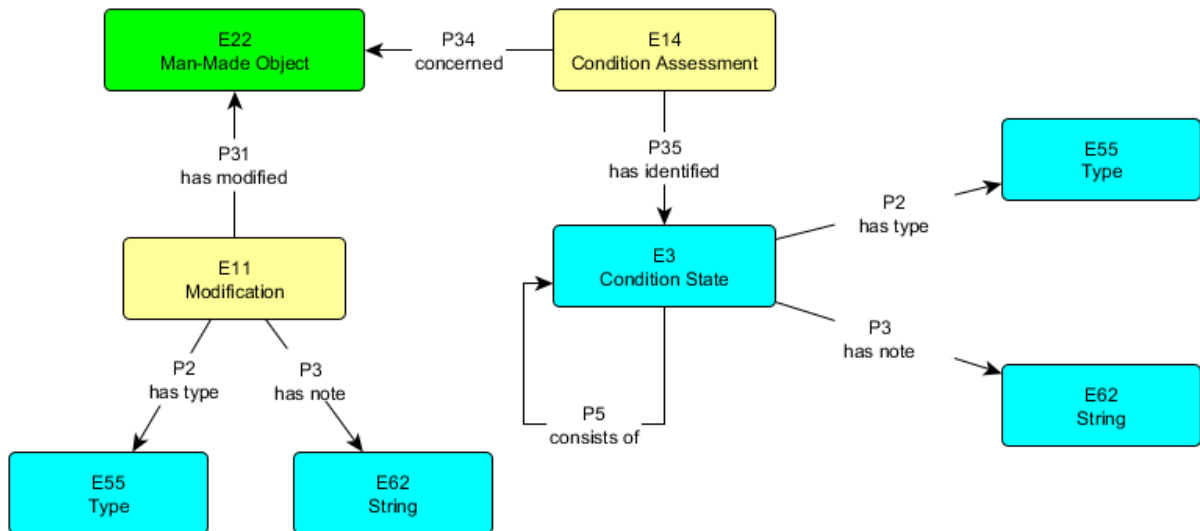 E22
Man-Made Object
P34
concerned
E14
Condition Assessment
P31
has modified
P35
has identified
E55
Type
P2
has type
E11
Modification
E3
Condition State
P3
has note
P2
has type
P3
has note
P5
consists of
E62
String
E55
Type
E62
String